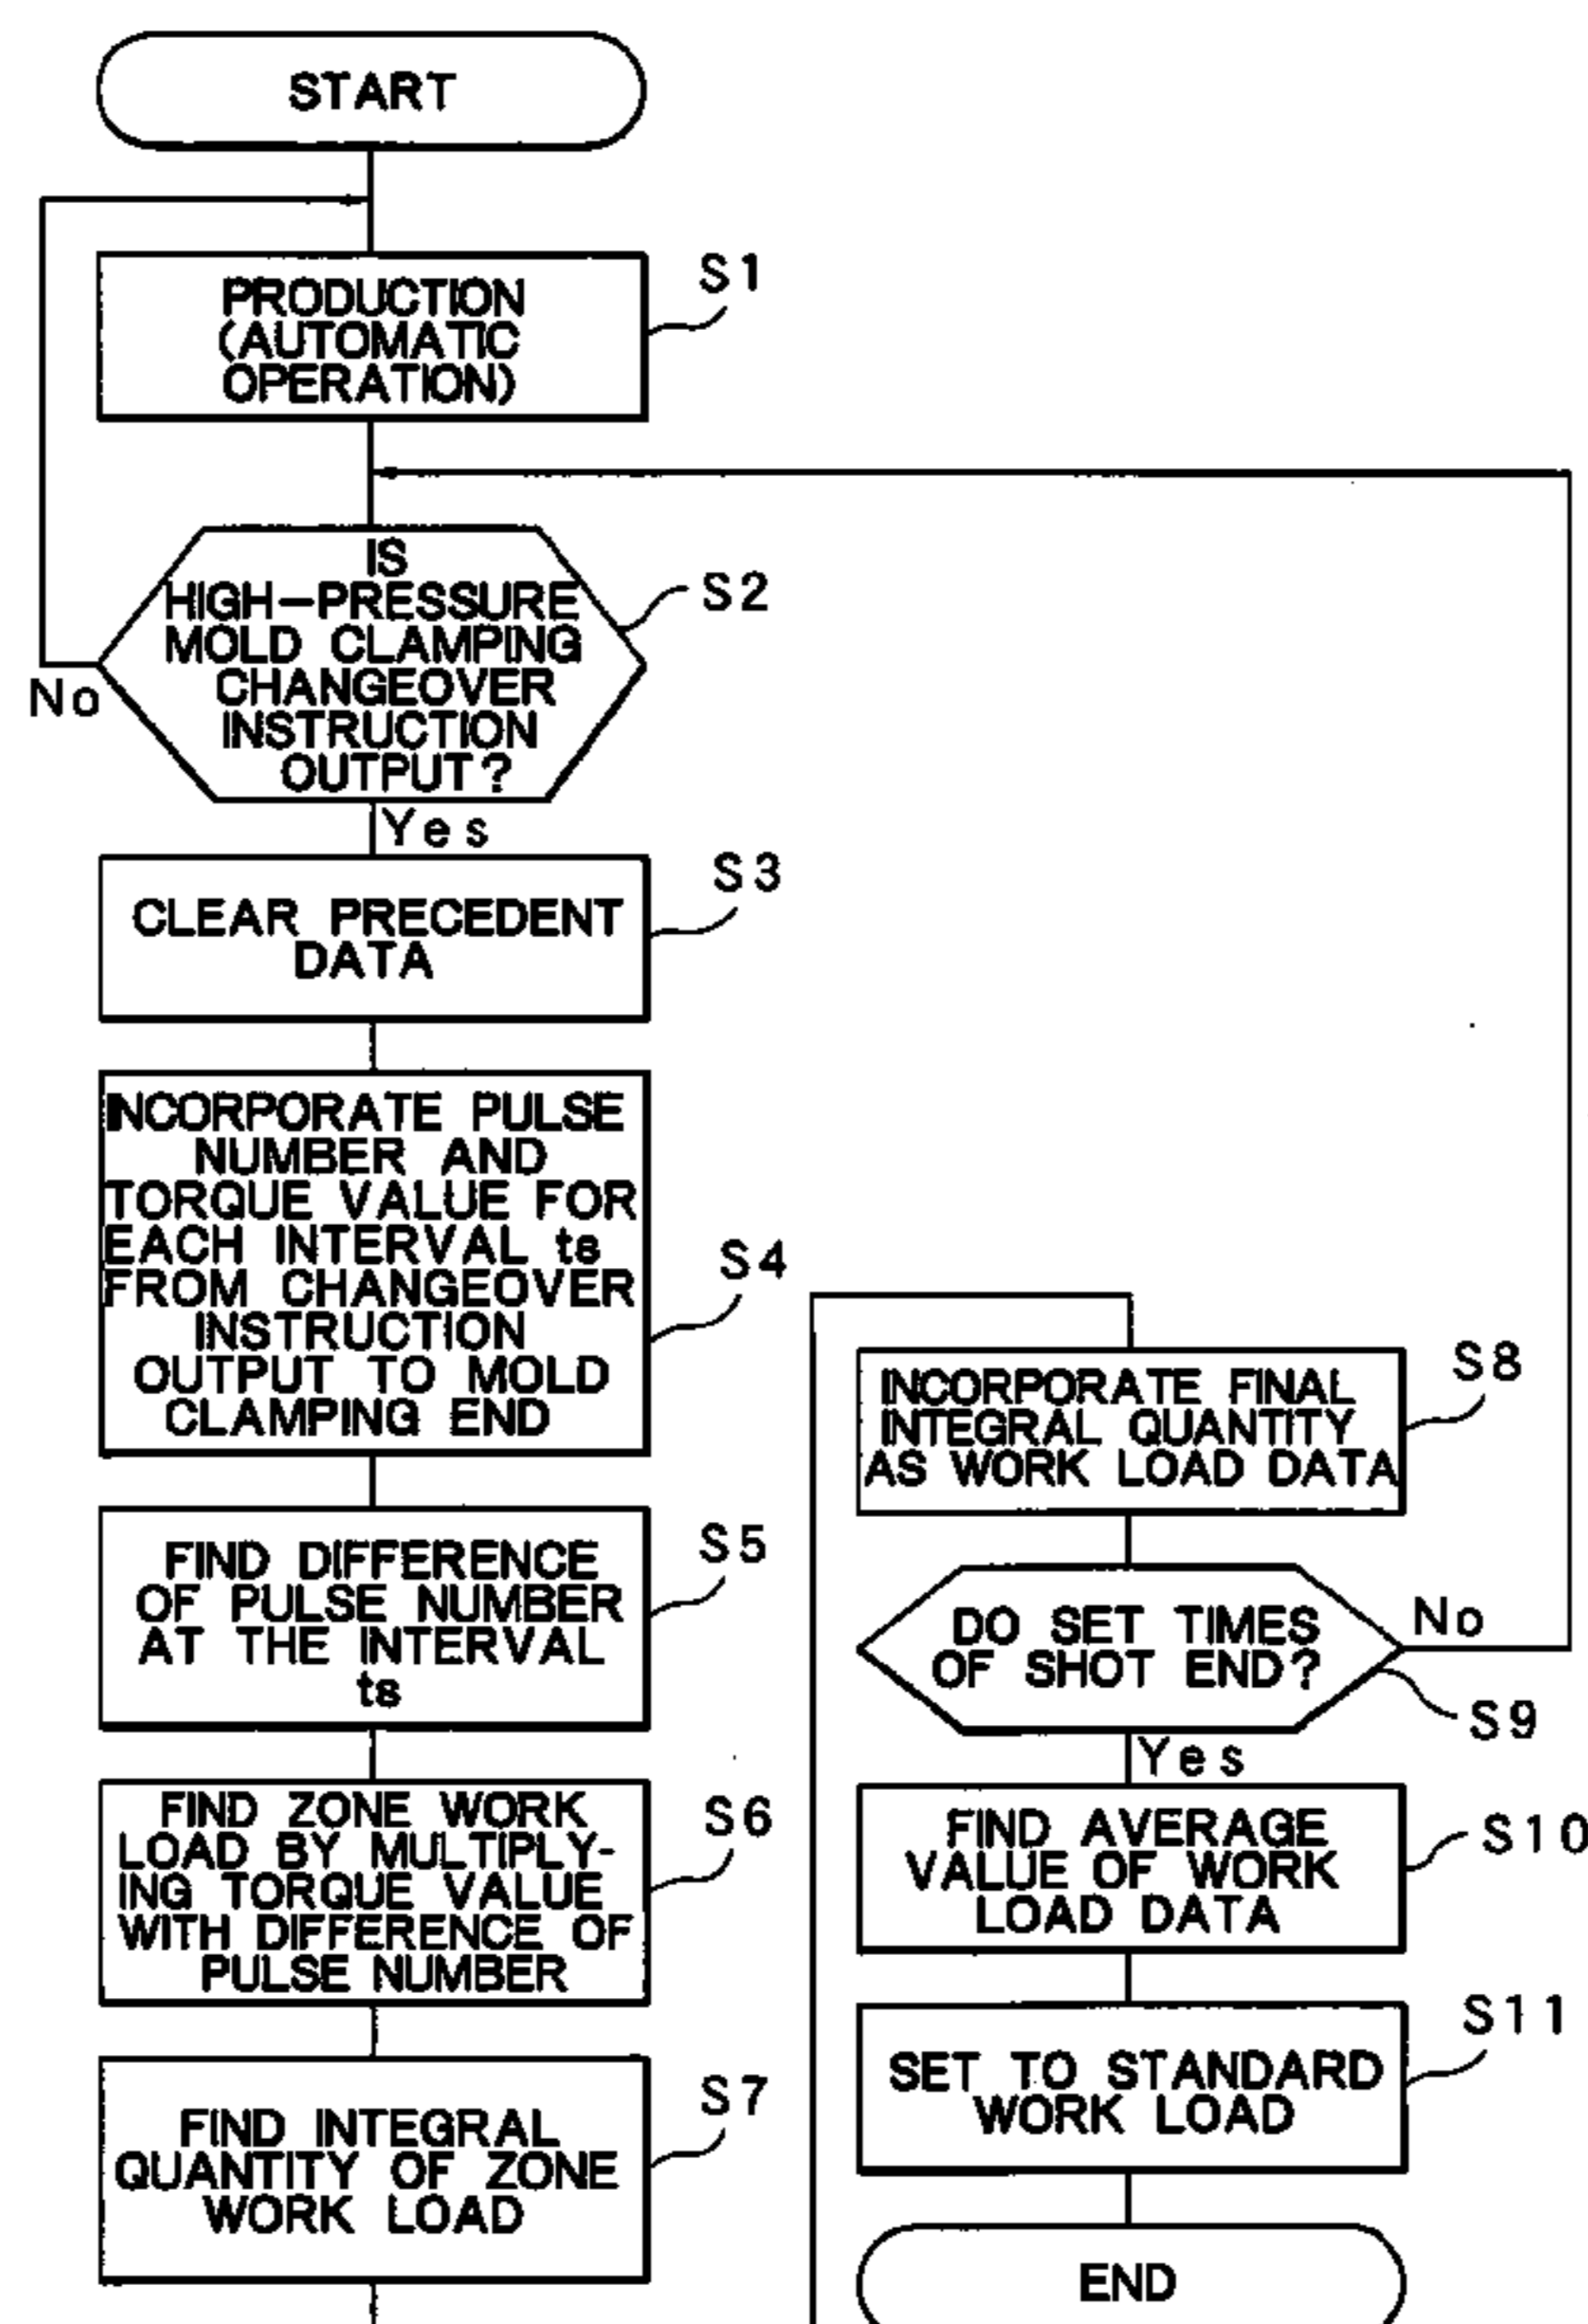 START
PRODUCTION
(AUTOMATIC
OPERATION)
S1
IS
HIGH-PRESSURE
MOLD CLAMPING
CHANGEOVER
INSTRUCTION
OUTPUT?
S2
No
Yes
CLEAR PRECEDENT
DATA
S3
INCORPORATE PULSE
NUMBER AND
TORQUE VALUE FOR
EACH INTERVAL ts
FROM CHANGEOVER
INSTRUCTION
OUTPUT TO MOLD
CLAMPING END
S4
FIND DIFFERENCE
OF PULSE NUMBER
AT THE INTERVAL
ts
S5
FIND ZONE WORK
LOAD BY MULTIPLY-
ING TORQUE VALUE
WITH DIFFERENCE OF
PULSE NUMBER
S6
FIND INTEGRAL
QUANTITY OF ZONE
WORK LOAD
S7
INCORPORATE FINAL
INTEGRAL QUANTITY
AS WORK LOAD DATA
S8
DO SET TIMES
OF SHOT END?
No
S9
Yes
FIND AVERAGE
VALUE OF WORK
LOAD DATA
S10
SET TO STANDARD
WORK LOAD
S11
END